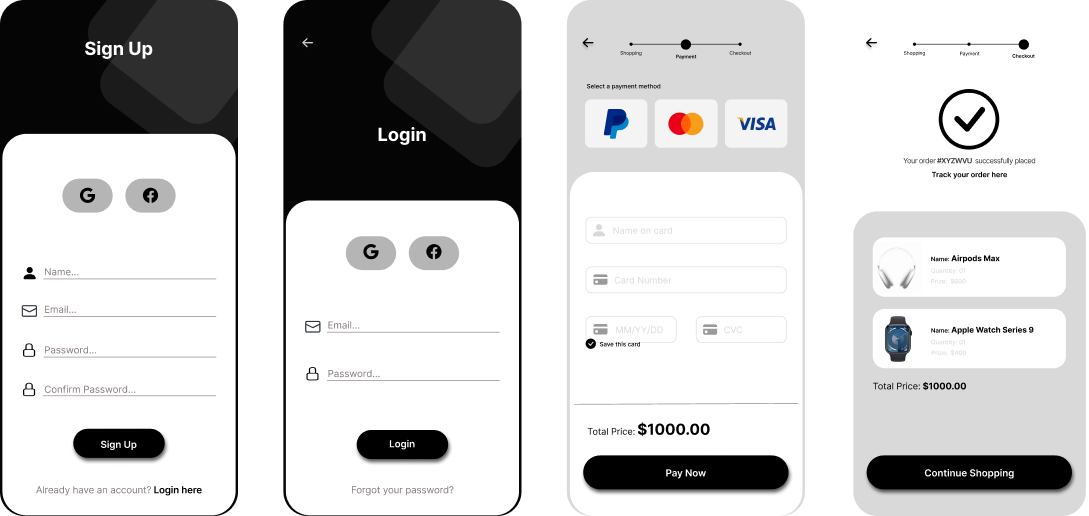 Sign Up
Name...
Email...
Password...
Confirm Password...
Sign Up
Already have an account? Login here
Login
Email...
Password...
Login
Forgot your password?
Shopping
Payment
Checkout
Select a payment method
VISA
Name on card
Card Number
MM/YY/DD
CVC
Save this card
Total Price: $1000.00
Pay Now
Shopping
Payment
Checkout
Your order #XYZWVU successfully placed
Track your order here
Name: Airpods Max
Quantity: 01
Prize: $600
Name: Apple Watch Series 9
Quantity: 01
Prize: $400
Total Price: $1000.00
Continue Shopping